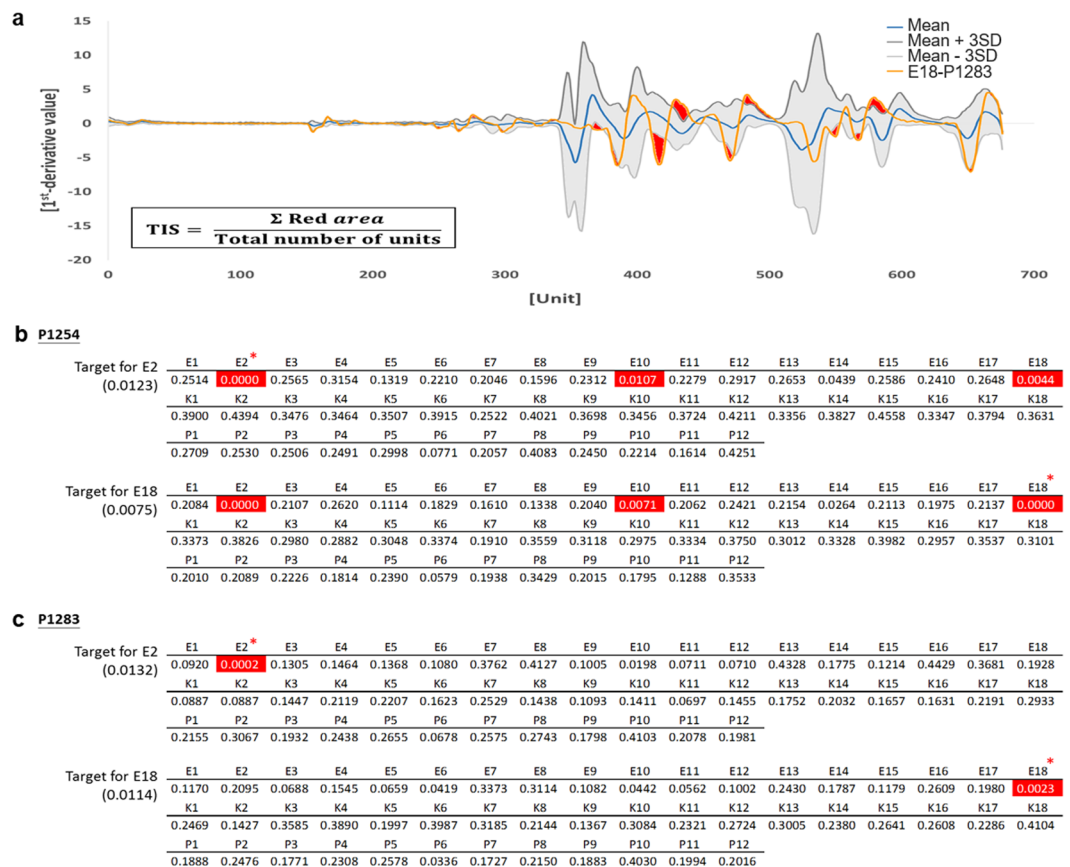 a
15
10
5
0
-5
-10
-15
-20
[1st-derivative value]
Mean
Mean + 3SD
Mean - 3SD
E18-P1283
TIS = Σ Red area / Total number of units
0 100 200 300 400 500 600 700
[Unit]
b P1254
Target for E2
(0.0123)
E1 E2* E3 E4 E5 E6 E7 E8 E9 E10 E11 E12 E13 E14 E15 E16 E17 E18
0.2514 0.0000 0.2565 0.3154 0.1319 0.2210 0.2046 0.1596 0.2312 0.0107 0.2279 0.2917 0.2653 0.0439 0.2586 0.2410 0.2648 0.0044
K1 K2 K3 K4 K5 K6 K7 K8 K9 K10 K11 K12 K13 K14 K15 K16 K17 K18
0.3900 0.4394 0.3476 0.3464 0.3507 0.3915 0.2522 0.4021 0.3698 0.3456 0.3724 0.4211 0.3356 0.3827 0.4558 0.3347 0.3794 0.3631
P1 P2 P3 P4 P5 P6 P7 P8 P9 P10 P11 P12
0.2709 0.2530 0.2506 0.2491 0.2998 0.0771 0.2057 0.4083 0.2450 0.2214 0.1614 0.4251
Target for E18
(0.0075)
E1 E2 E3 E4 E5 E6 E7 E8 E9 E10 E11 E12 E13 E14 E15 E16 E17 E18*
0.2084 0.0000 0.2107 0.2620 0.1114 0.1829 0.1610 0.1338 0.2040 0.0071 0.2062 0.2421 0.2154 0.0264 0.2113 0.1975 0.2137 0.0000
K1 K2 K3 K4 K5 K6 K7 K8 K9 K10 K11 K12 K13 K14 K15 K16 K17 K18
0.3373 0.3826 0.2980 0.2882 0.3048 0.3374 0.1910 0.3559 0.3118 0.2975 0.3334 0.3750 0.3012 0.3328 0.3982 0.2957 0.3537 0.3101
P1 P2 P3 P4 P5 P6 P7 P8 P9 P10 P11 P12
0.2010 0.2089 0.2226 0.1814 0.2390 0.0579 0.1938 0.3429 0.2015 0.1795 0.1288 0.3533
c P1283
Target for E2
(0.0132)
E1 E2* E3 E4 E5 E6 E7 E8 E9 E10 E11 E12 E13 E14 E15 E16 E17 E18
0.0920 0.0002 0.1305 0.1464 0.1368 0.1080 0.3762 0.4127 0.1005 0.0198 0.0711 0.0710 0.4328 0.1775 0.1214 0.4429 0.3681 0.1928
K1 K2 K3 K4 K5 K6 K7 K8 K9 K10 K11 K12 K13 K14 K15 K16 K17 K18
0.0887 0.0887 0.1447 0.2119 0.2207 0.1623 0.2529 0.1438 0.1093 0.1411 0.0697 0.1455 0.1752 0.2032 0.1657 0.1631 0.2191 0.2933
P1 P2 P3 P4 P5 P6 P7 P8 P9 P10 P11 P12
0.2155 0.3067 0.1932 0.2438 0.2655 0.0678 0.2575 0.2743 0.1798 0.4103 0.2078 0.1981
Target for E18
(0.0114)
E1 E2 E3 E4 E5 E6 E7 E8 E9 E10 E11 E12 E13 E14 E15 E16 E17 E18*
0.1170 0.2095 0.0688 0.1545 0.0659 0.0419 0.3373 0.3114 0.1082 0.0442 0.0562 0.1002 0.2430 0.1787 0.1179 0.2609 0.1980 0.0023
K1 K2 K3 K4 K5 K6 K7 K8 K9 K10 K11 K12 K13 K14 K15 K16 K17 K18
0.2469 0.1427 0.3585 0.3890 0.1997 0.3987 0.3185 0.2144 0.1367 0.3084 0.2321 0.2724 0.3005 0.2380 0.2641 0.2608 0.2286 0.4104
P1 P2 P3 P4 P5 P6 P7 P8 P9 P10 P11 P12
0.1888 0.2476 0.1771 0.2308 0.2578 0.0336 0.1727 0.2150 0.1883 0.4030 0.1994 0.2016